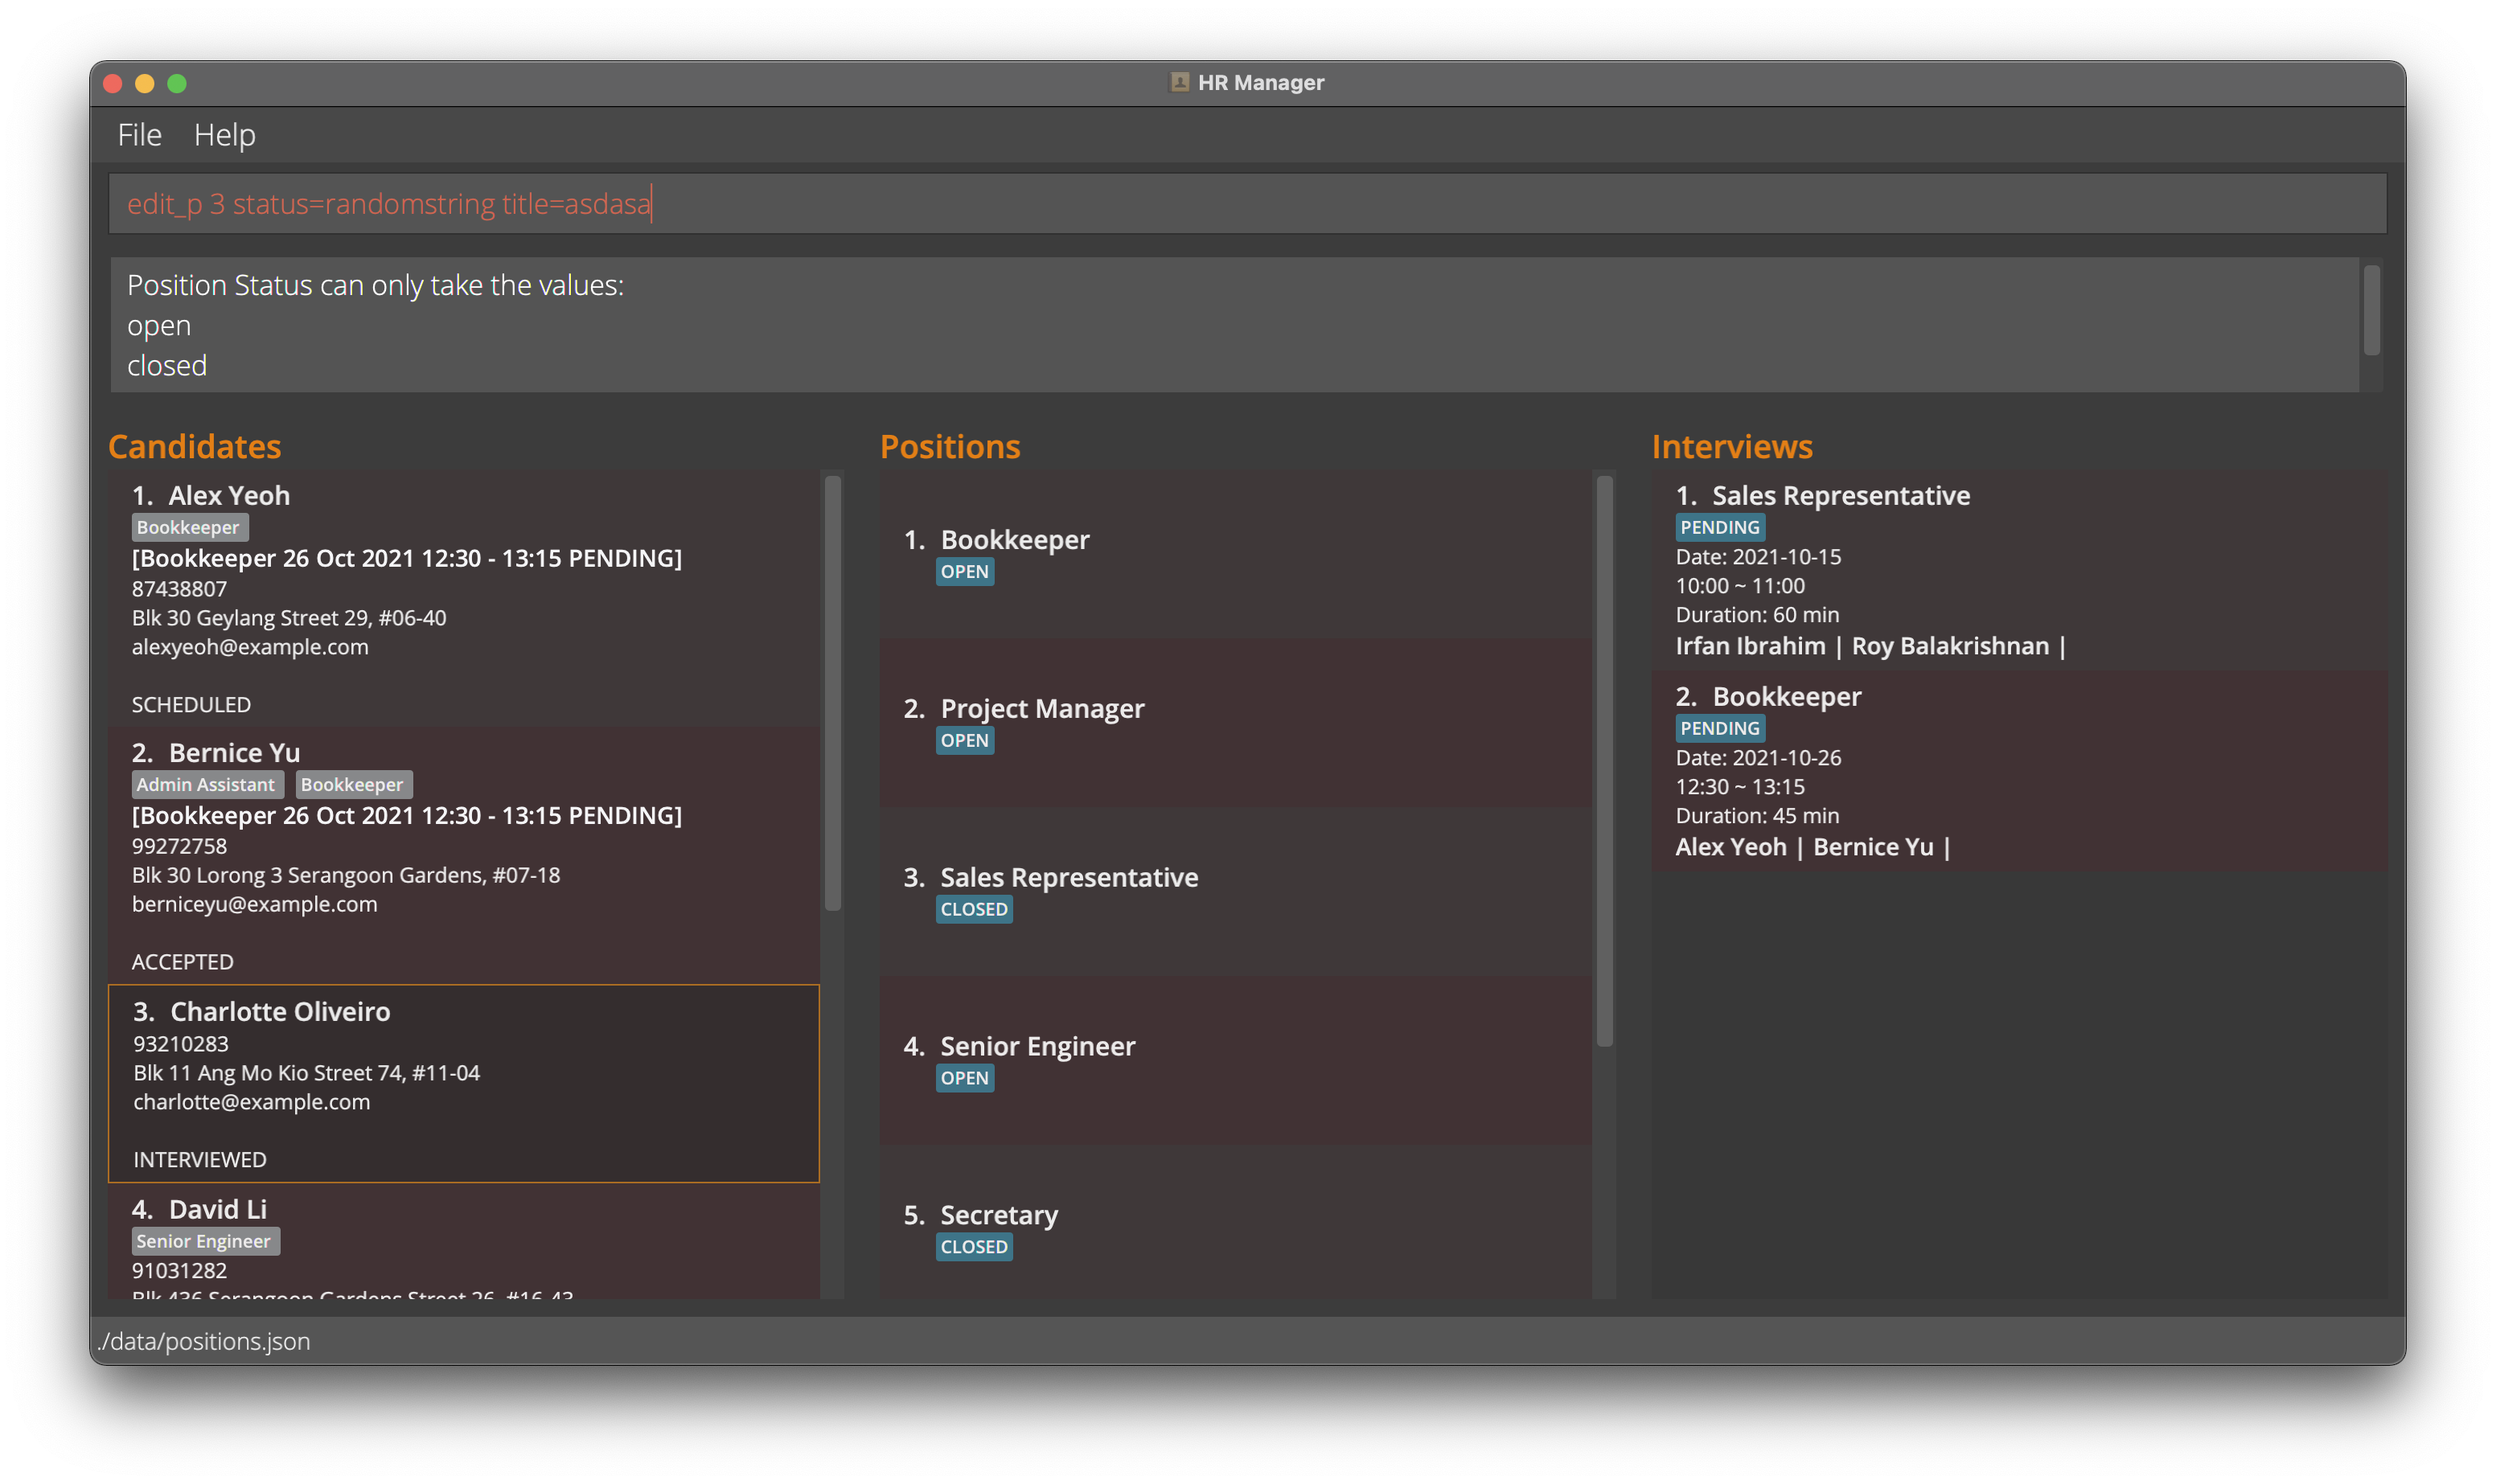 HR Manager
File Help
edit_p 3 status=randomstring title=asdasa
Position Status can only take the values:
open
closed
Candidates
1. Alex Yeoh
Bookkeeper
[Bookkeeper 26 Oct 2021 12:30 - 13:15 PENDING]
87438807
Blk 30 Geylang Street 29, #06-40
alexyeoh@example.com
SCHEDULED
2. Bernice Yu
Admin Assistant Bookkeeper
[Bookkeeper 26 Oct 2021 12:30 - 13:15 PENDING]
99272758
Blk 30 Lorong 3 Serangoon Gardens, #07-18
berniceyu@example.com
ACCEPTED
3. Charlotte Oliveiro
93210283
Blk 11 Ang Mo Kio Street 74, #11-04
charlotte@example.com
INTERVIEWED
4. David Li
Senior Engineer
91031282
Blk 436 Serangoon Gardens Street 26, #16-43
Positions
1. Bookkeeper
OPEN
2. Project Manager
OPEN
3. Sales Representative
CLOSED
4. Senior Engineer
OPEN
5. Secretary
CLOSED
Interviews
1. Sales Representative
PENDING
Date: 2021-10-15
10:00 ~ 11:00
Duration: 60 min
Irfan Ibrahim | Roy Balakrishnan |
2. Bookkeeper
PENDING
Date: 2021-10-26
12:30 ~ 13:15
Duration: 45 min
Alex Yeoh | Bernice Yu |
./data/positions.json